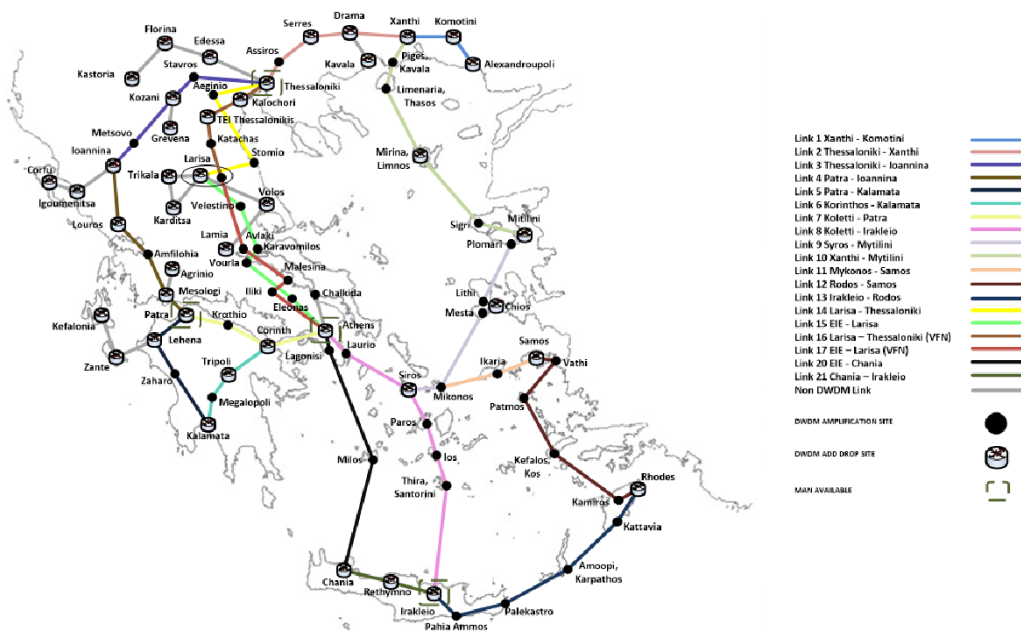 Florina
Edessa
Kastoria
Stavros
Kozani
Aeginio
Grevena
Metsovo
Ioannina
Corfu
Igoumenitsa
Louros
Amfilohia
Agrinio
Mesologi
Kefalonia
Patra
Lehena
Zante
Zaharo
Kalamata
Megalopoli
Tripoli
Corinth
Krathio
Serres
Drama
Xanthi
Komotini
Assiros
Kavala
Piges,
Kavala
Alexandroupoli
Thessaloniki
Kalochori
TEI Thessalonikis
Katachas
Limenaria,
Thasos
Larisa
Stomio
Trikala
Karditsa
Volos
Velestino
Lamia
Avlaki
Karavomilos
Vourla
Malesina
Iliki
Eleonas
Chalkida
Athens
Lagonisi
Laurio
Mirina,
Limnos
Sigri
Mitilini
Plomari
Lithi
Mesta
Chios
Samos
Ikaria
Vathi
Siros
Mikonos
Patmos
Paros
Ios
Thira,
Santorini
Kefalos,
Kos
Rhodes
Kamiros
Kattavia
Milos
Amoopi,
Karpathos
Chania
Rethymno
Irakleio
Palekastro
Pahia Ammos
Link 1 Xanthi - Komotini
Link 2 Thessaloniki - Xanthi
Link 3 Thessaloniki - Ioannina
Link 4 Patra - Ioannina
Link 5 Patra - Kalamata
Link 6 Korinthos - Kalamata
Link 7 Koletti - Patra
Link 8 Koletti - Irakleio
Link 9 Syros - Mytilini
Link 10 Xanthi - Mytilini
Link 11 Mykonos - Samos
Link 12 Rodos - Samos
Link 13 Irakleio - Rodos
Link 14 Larisa - Thessaloniki
Link 15 EIE - Larisa
Link 16 Larisa – Thessaloniki (VFN)
Link 17 EIE – Larisa (VFN)
Link 20 EIE - Chania
Link 21 Chania – Irakleio
Non DWDM Link
DWDM AMPLIFICATION SITE
DWDM ADD DROP SITE
MAN AVAILABLE